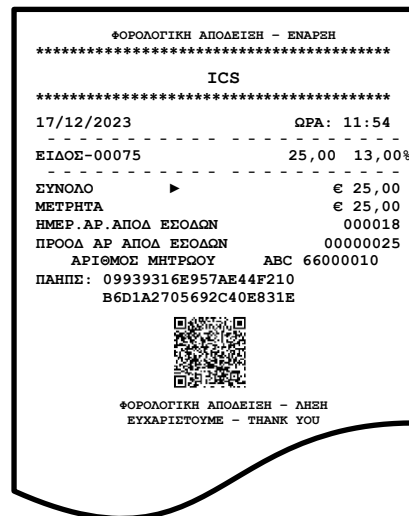 ΦΟΡΟΛΟΓΙΚΗ ΑΠΟΔΕΙΞΗ – ΕΝΑΡΞΗ
******************************************
ICS
******************************************
17/12/2023 ΩΡΑ: 11:54
- - - - - - - - - - - - - - - - - - - - -
ΕΙΔΟΣ-00075 25,00 13,00%
- - - - - - - - - - - - - - - - - - - - -
ΣΥΝΟΛΟ ► € 25,00
ΜΕΤΡΗΤΑ € 25,00
ΗΜΕΡ.ΑΡ.ΑΠΟΔ ΕΣΟΔΩΝ 000018
ΠΡΟΟΔ ΑΡ ΑΠΟΔ ΕΣΟΔΩΝ 00000025
ΑΡΙΘΜΟΣ ΜΗΤΡΩΟΥ ABC 66000010
ΠΑΗΠΣ: 09939316E957AE44F210
B6D1A2705692C40E831E
ΦΟΡΟΛΟΓΙΚΗ ΑΠΟΔΕΙΞΗ – ΛΗΞΗ
ΕΥΧΑΡΙΣΤΟΥΜΕ – THANK YOU